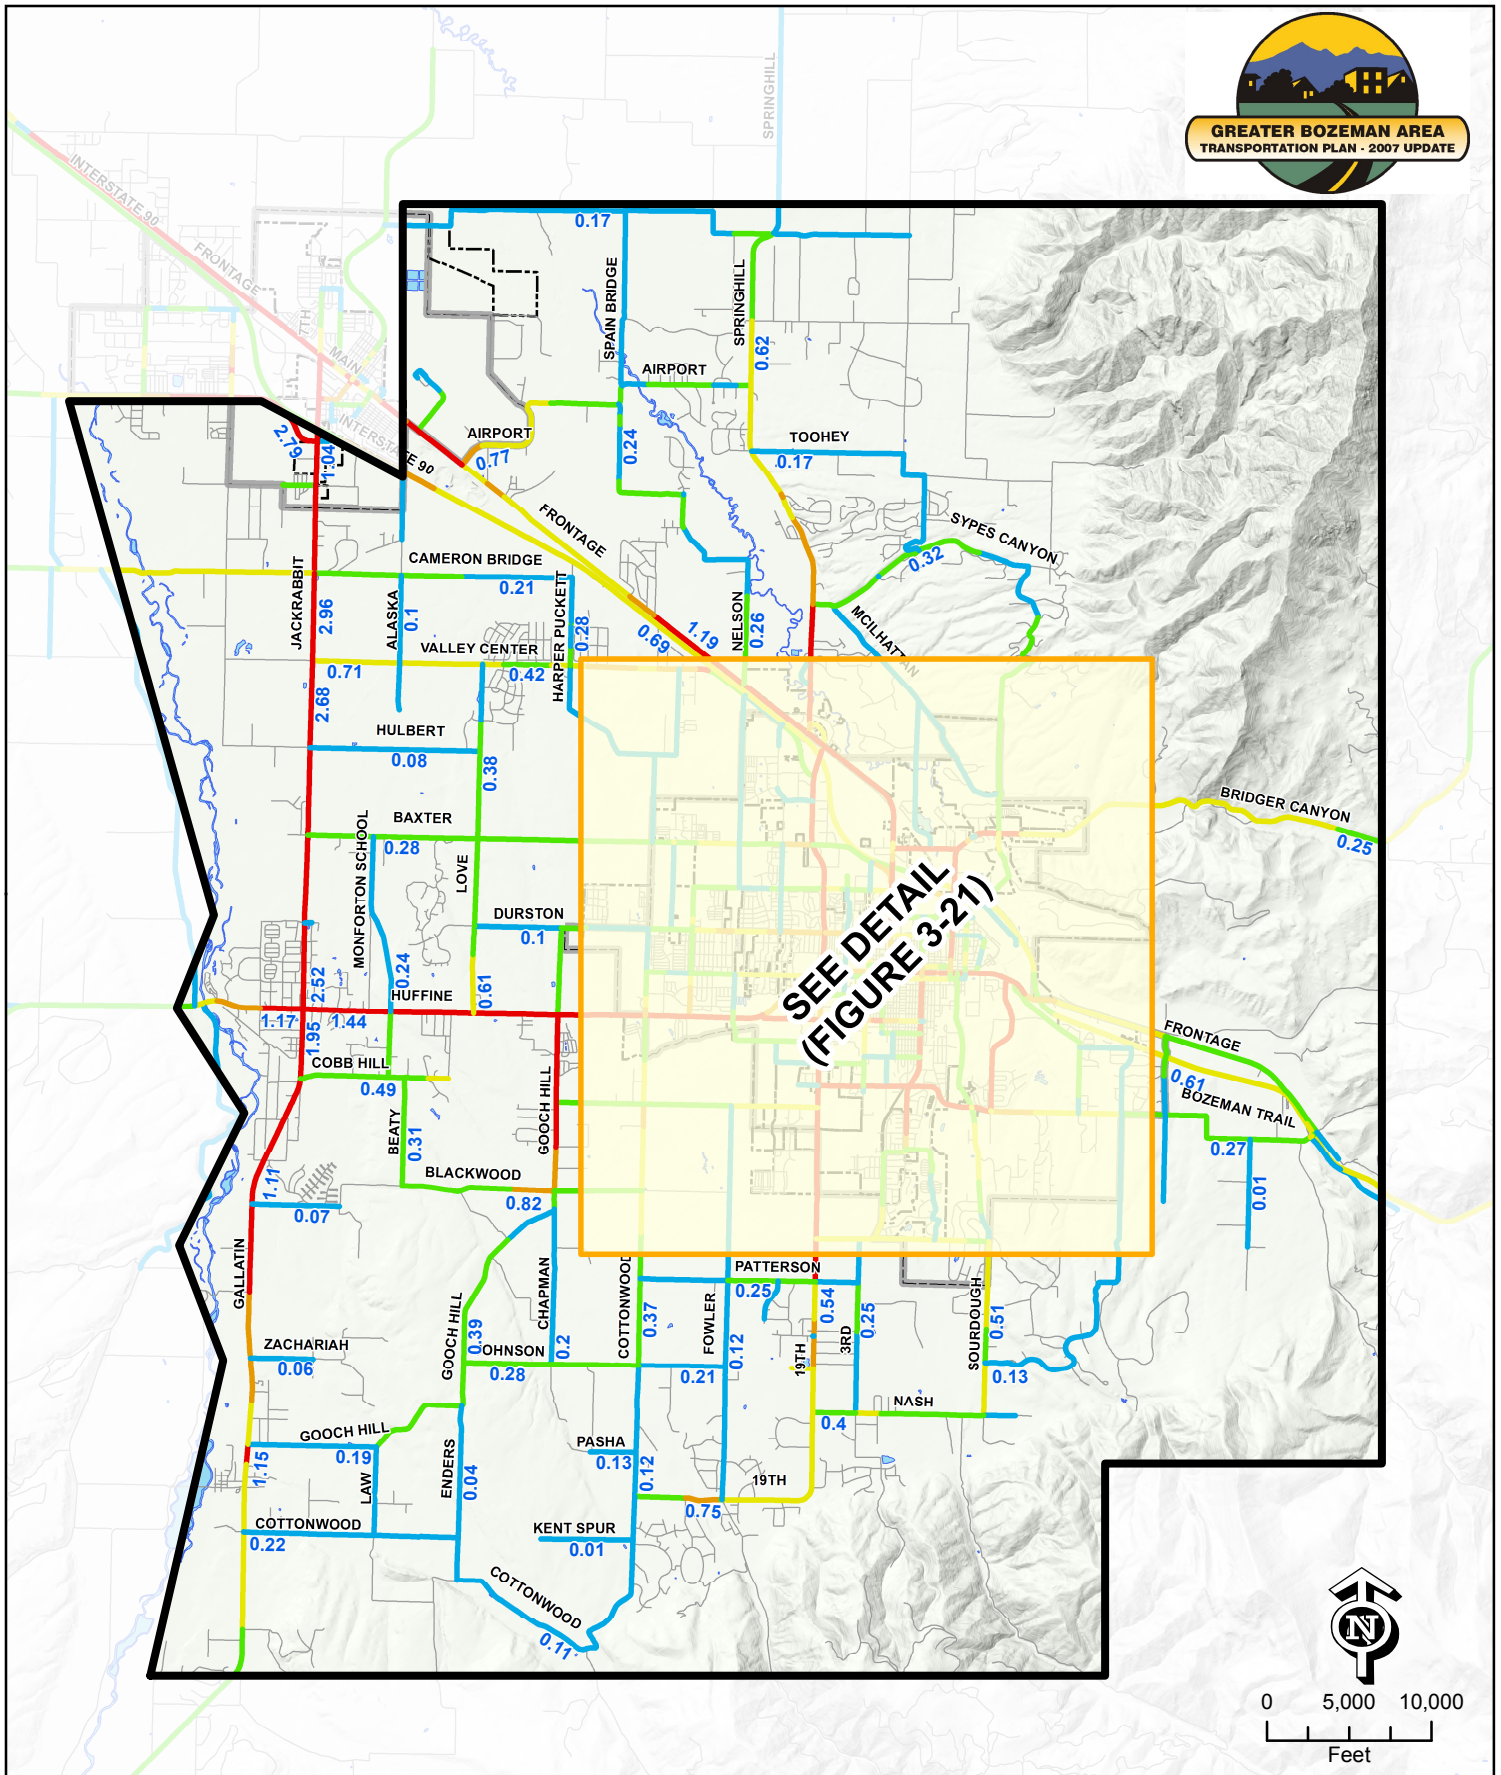 GREATER BOZEMAN AREA
TRANSPORTATION PLAN - 2007 UPDATE
SPRINGHILL
INTERSTATE 90
FRONTAGE
7TH
MAIN
INTERSTATE 90
0.17
SPAIN BRIDGE
SPRINGHILL
0.62
AIRPORT
AIRPORT
0.77
0.24
TOOHEY
0.17
2.79
1.04
FRONTAGE
SYPES CANYON
0.32
CAMERON BRIDGE
0.21
JACKRABBIT
2.96
ALASKA
0.1
HARPER PUCKETT
0.28
NELSON
0.26
MCILHATTAN
0.69
1.19
VALLEY CENTER
0.71
0.42
2.68
HULBERT
0.08
0.38
BAXTER
0.28
MONFORTON SCHOOL
LOVE
BRIDGER CANYON
0.25
SEE DETAIL
(FIGURE 3-21)
DURSTON
0.1
2.52
0.24
HUFFINE
0.61
1.17
1.44
1.95
COBB HILL
0.49
GOOCH HILL
BEATY
0.31
BLACKWOOD
0.82
1.11
0.07
FRONTAGE
0.61
BOZEMAN TRAIL
0.27
0.01
GALLATIN
CHAPMAN
0.2
COTTONWOOD
0.37
PATTERSON
0.25
FOWLER
0.12
0.54
19TH
3RD
0.25
SOURDOUGH
0.51
0.13
GOOCH HILL
0.39
ZACHARIAH
0.06
OHNSON
0.28
0.21
NASH
0.4
GOOCH HILL
0.19
1.15
LAW
ENDERS
0.04
PASHA
0.13
0.12
19TH
0.75
COTTONWOOD
0.22
KENT SPUR
0.01
COTTONWOOD
0.11
N
0 5,000 10,000
Feet